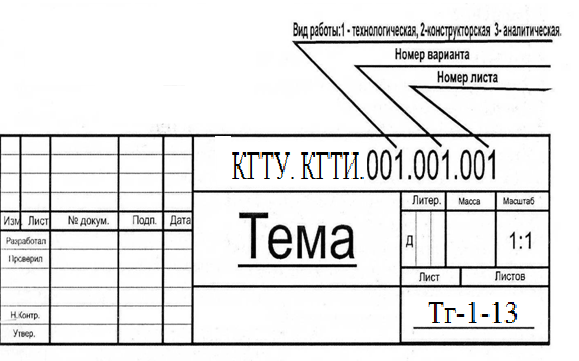 Вид работы:1 - технологическая, 2-конструкторская 3- аналитическая.
Номер варианта
Номер листа
КГТУ. КГТИ.001.001.001
Изм. Лист № докум. Подп. Дата
Разработал
Проверил
Н.Контр.
Утвер.
Тема
Литер. Масса Масштаб
Д 1:1
Лист Листов
Тг-1-13